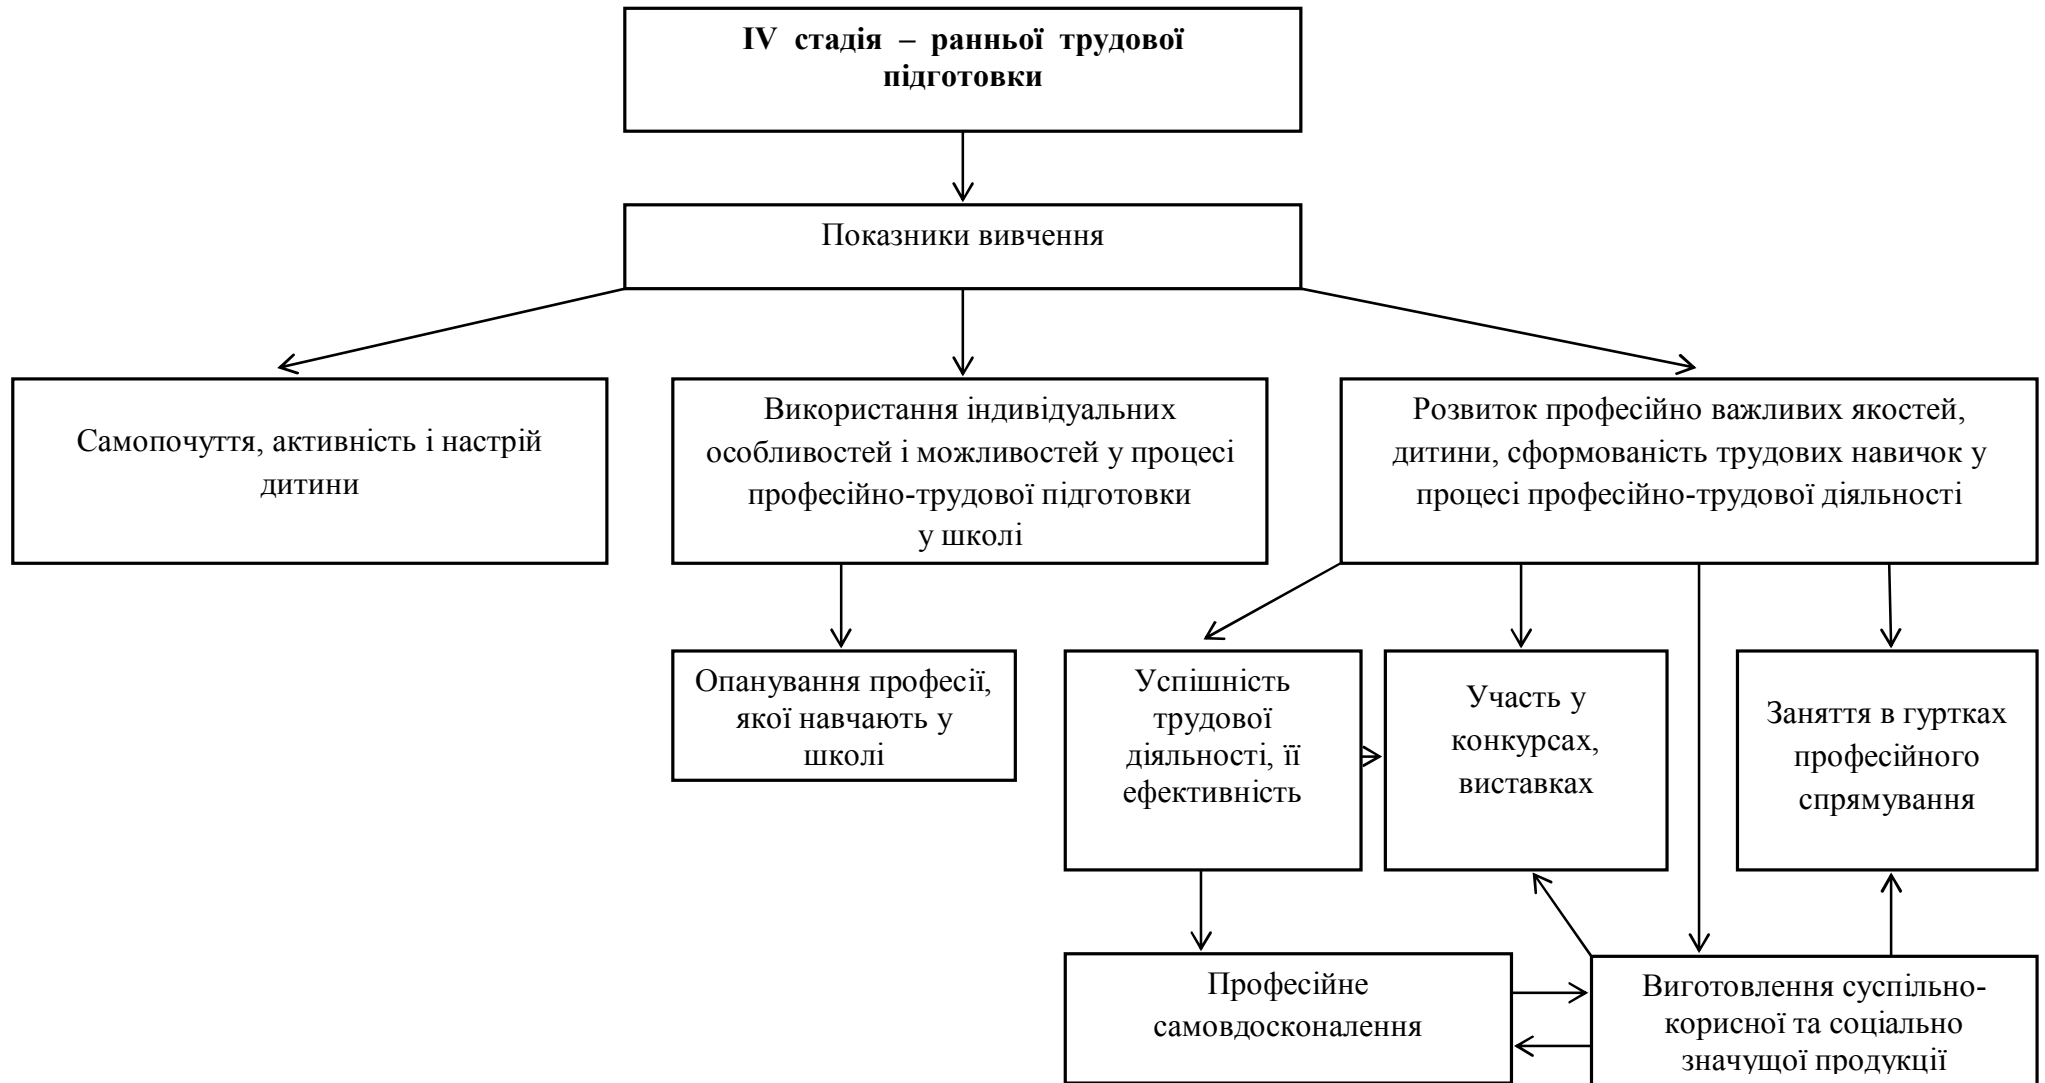 IV стадія – ранньої трудової
підготовки
Показники вивчення
Самопочуття, активність і настрій
дитини
Використання індивідуальних
особливостей і можливостей у процесі
професійно-трудової підготовки
у школі
Розвиток професійно важливих якостей,
дитини, сформованість трудових навичок у
процесі професійно-трудової діяльності
Опанування професії,
якої навчають у
школі
Успішність
трудової
діяльності, її
ефективність
Участь у
конкурсах,
виставках
Заняття в гуртках
професійного
спрямування
Професійне
самовдосконалення
Виготовлення суспільно-
корисної та соціально
значущої продукції